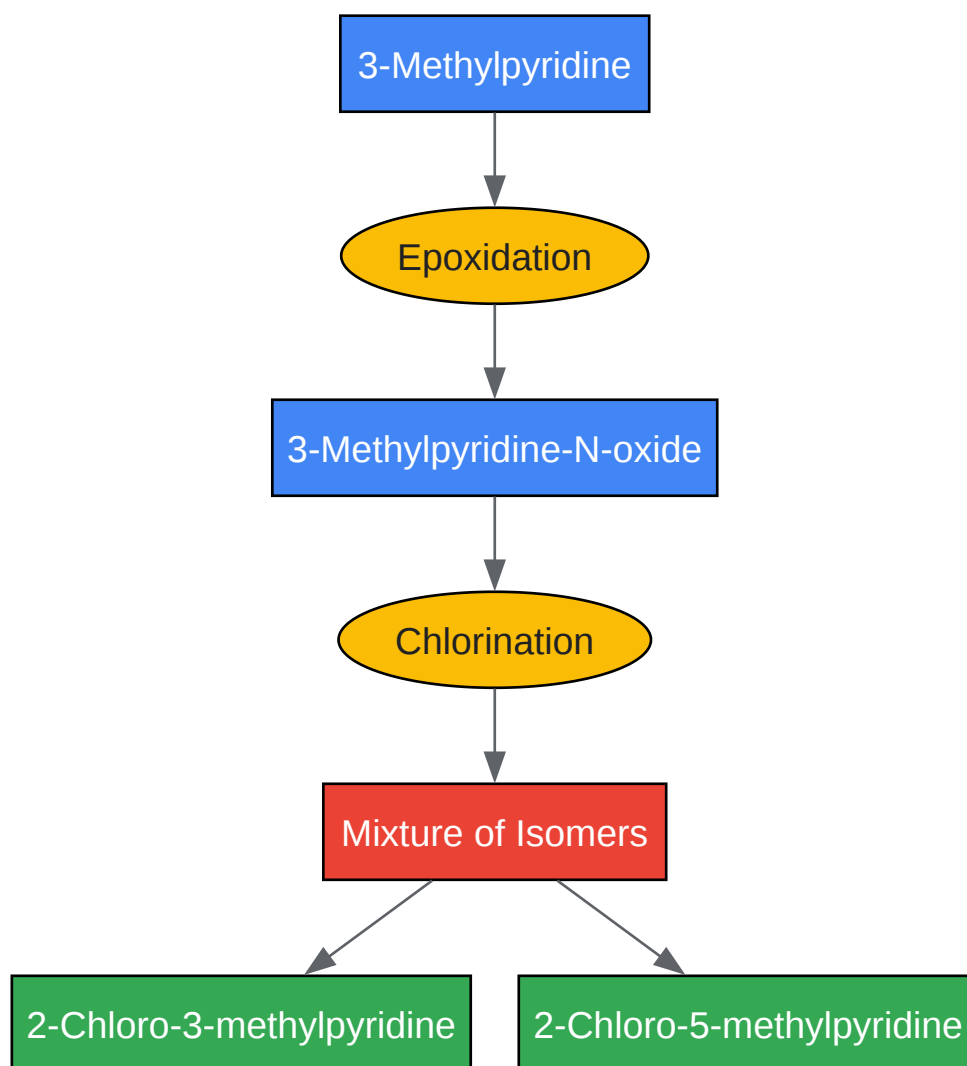 3-Methylpyridine
Epoxidation
3-Methylpyridine-N-oxide
Chlorination
Mixture of Isomers
2-Chloro-3-methylpyridine
2-Chloro-5-methylpyridine